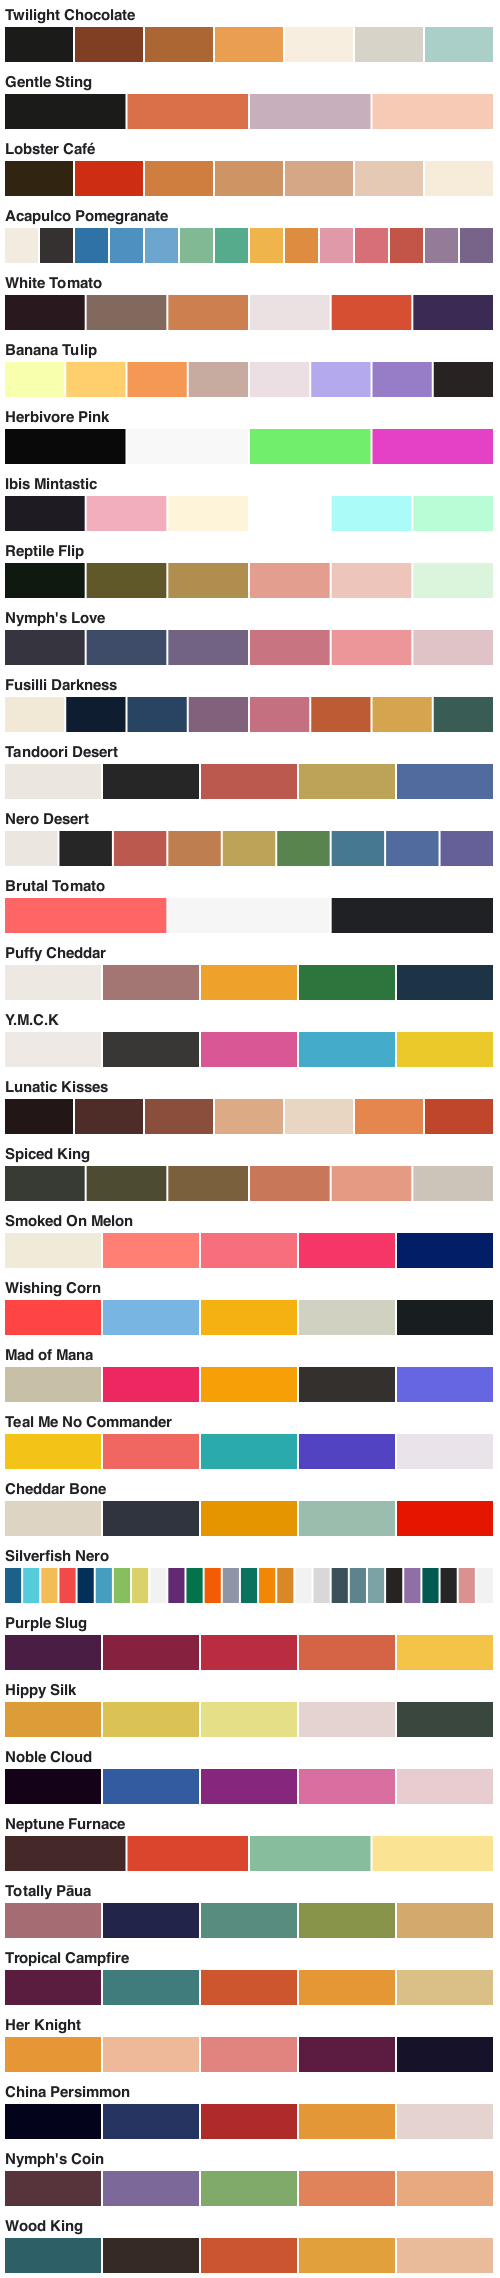 Twilight Chocolate
Gentle Sting
Lobster Café
Acapulco Pomegranate
White Tomato
Banana Tulip
Herbivore Pink
Ibis Mintastic
Reptile Flip
Nymph's Love
Fusilli Darkness
Tandoori Desert
Nero Desert
Brutal Tomato
Puffy Cheddar
Y.M.C.K
Lunatic Kisses
Spiced King
Smoked On Melon
Wishing Corn
Mad of Mana
Teal Me No Commander
Cheddar Bone
Silverfish Nero
Purple Slug
Hippy Silk
Noble Cloud
Neptune Furnace
Totally Pāua
Tropical Campfire
Her Knight
China Persimmon
Nymph's Coin
Wood King